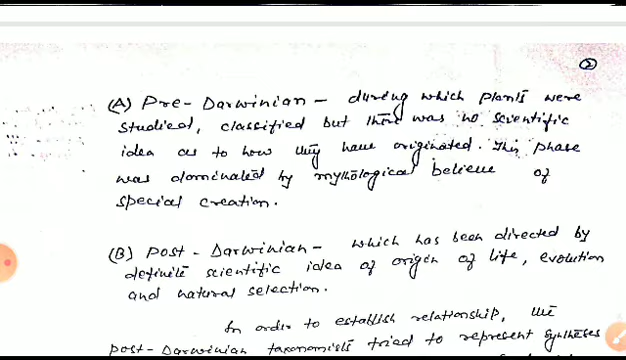 ②
(A) Pre-Darwinian – during which plants were
studied, classified but there was no scientific
idea as to how they have originated. This phase
was dominated by mythological believe of
special creation.
(B) Post-Darwinian – which has been directed by
definite scientific idea of origin of life, evolution
and natural selection.
In order to establish relationship, the
post-Darwinian taxonomists tried to represent syntheses